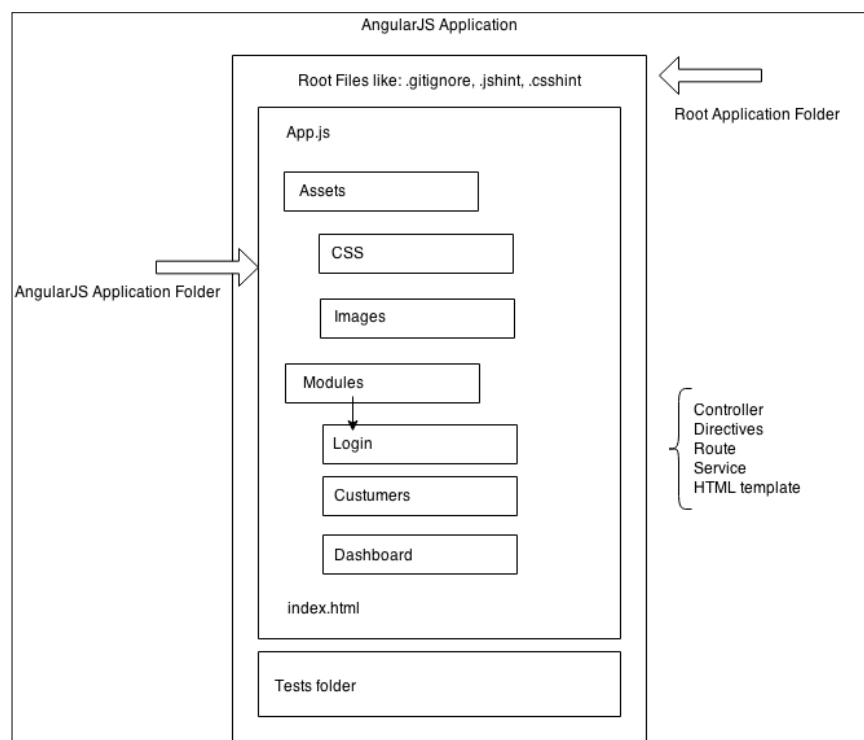 AngularJS Application
Root Files like: .gitignore, .jshint, .csshint
Root Application Folder
App.js
Assets
CSS
AngularJS Application Folder
Images
Modules
Login
Custumers
Dashboard
Controller
Directives
Route
Service
HTML template
index.html
Tests folder